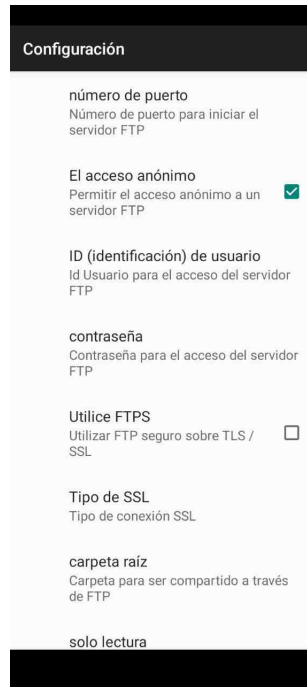 Configuración
número de puerto
Número de puerto para iniciar el
servidor FTP
El acceso anónimo
Permitir el acceso anónimo a un
servidor FTP
ID (identificación) de usuario
Id Usuario para el acceso del servidor
FTP
contraseña
Contraseña para el acceso del servidor
FTP
Utilice FTPS
Utilizar FTP seguro sobre TLS /
SSL
Tipo de SSL
Tipo de conexión SSL
carpeta raíz
Carpeta para ser compartido a través
de FTP
solo lectura